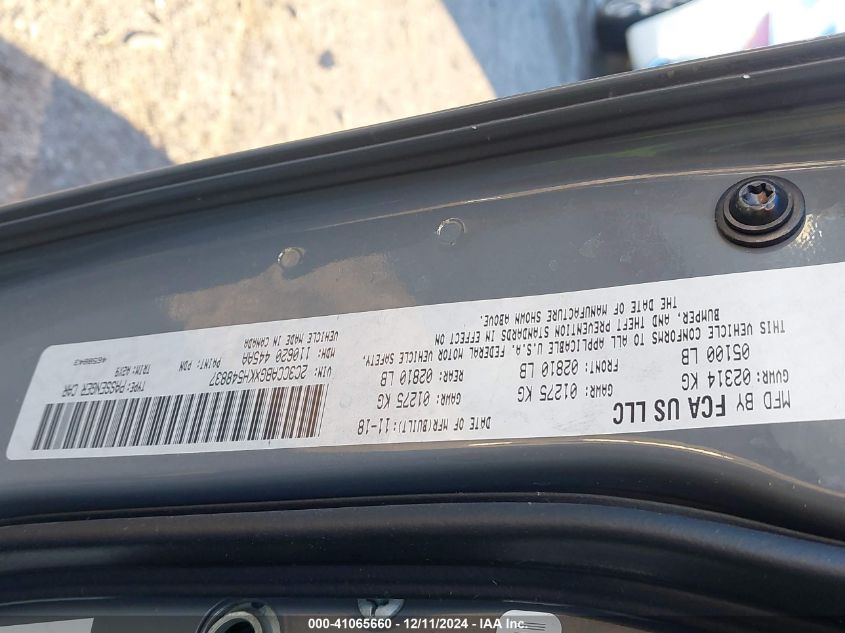 MFD BY FCA US LLC
DATE OF MFR(BUILT): 11-18
GVWR: 02314 KG
05100 LB
GAWR: 01275 KG
FRONT: 02810 LB
GAWR: 01275 KG
REAR: 02810 LB
THIS VEHICLE CONFORMS TO ALL APPLICABLE U.S.A. FEDERAL MOTOR VEHICLE SAFETY,
BUMPER, AND THEFT PREVENTION STANDARDS IN EFFECT ON
THE DATE OF MANUFACTURE SHOWN ABOVE.
VIN: 2C3CCABGXKH548837
TYPE: PASSENGER CAR
MDH: 110620 445AA
PAINT: PDN
TRIM: A2X9
VEHICLE MADE IN CANADA
4658843
000-41065660 - 12/11/2024 - IAA Inc.